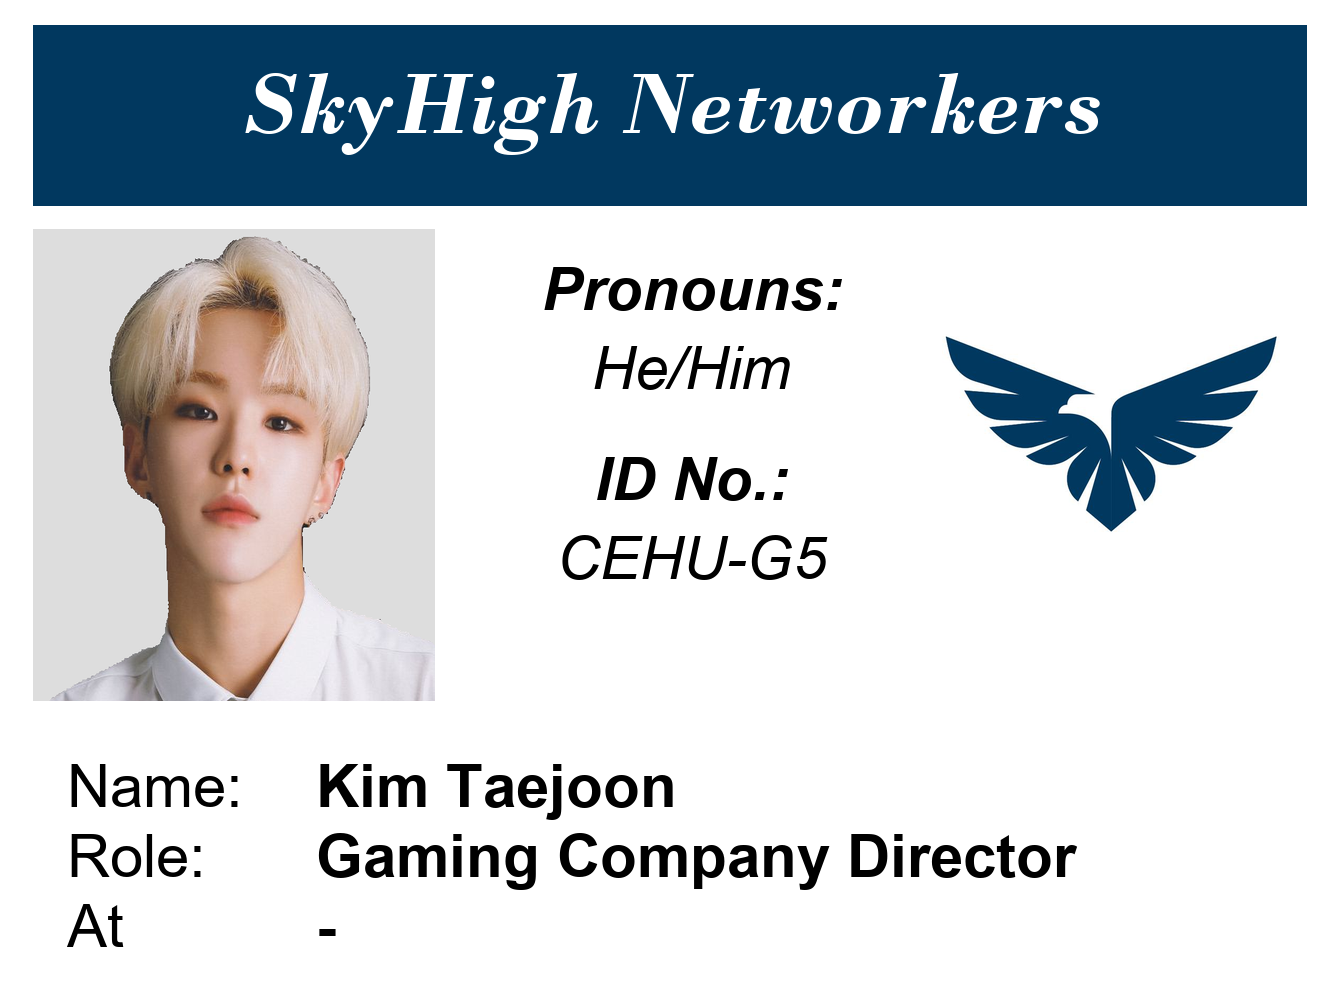 SkyHigh Networkers
Pronouns:
He/Him
ID No.:
CEHU-G5
Name: Kim Taejoon
Role: Gaming Company Director
At -